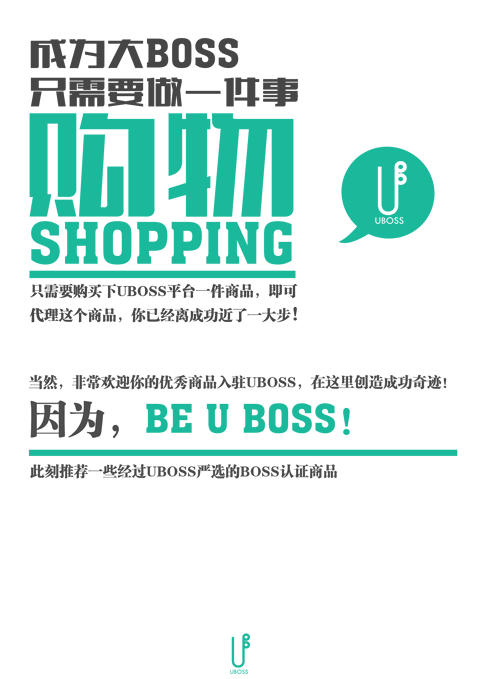 成为大BOSS
只需要做一件事
购物
SHOPPING
UBOSS
只需要购买下UBOSS平台一件商品，即可
代理这个商品，你已经离成功近了一大步！
当然，非常欢迎你的优秀商品入驻UBOSS，在这里创造成功奇迹！
因为，BE U BOSS！
此刻推荐一些经过UBOSS严选的BOSS认证商品
UBOSS